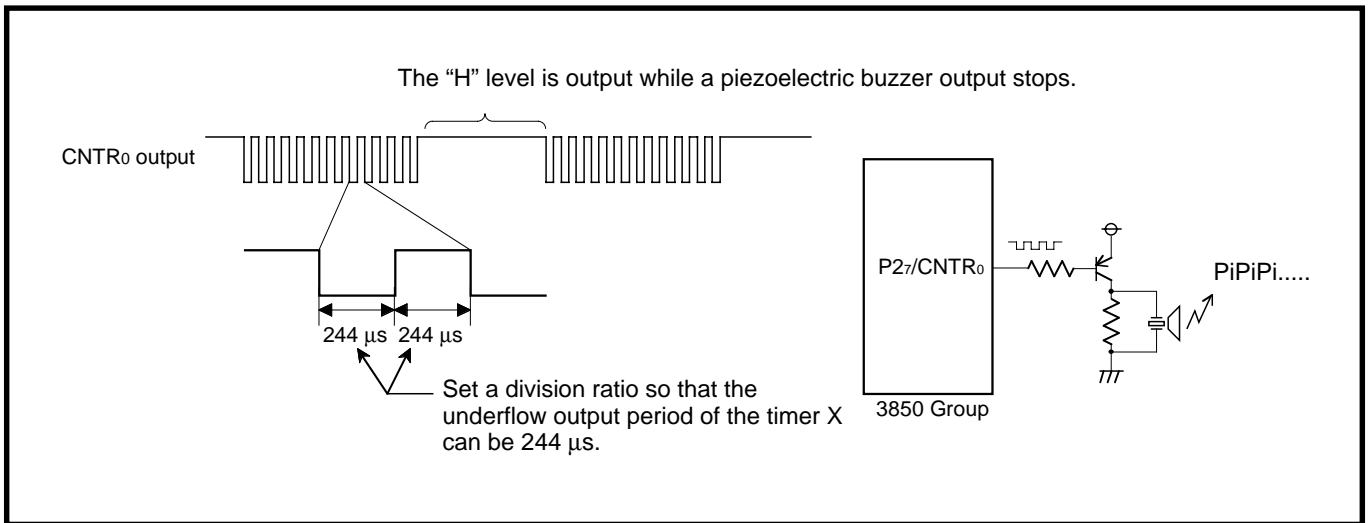 The “H” level is output while a piezoelectric buzzer output stops.
CNTR0 output
244 μs
244 μs
Set a division ratio so that the
underflow output period of the timer X
can be 244 μs.
P27/CNTR0
3850 Group
PiPiPi.....